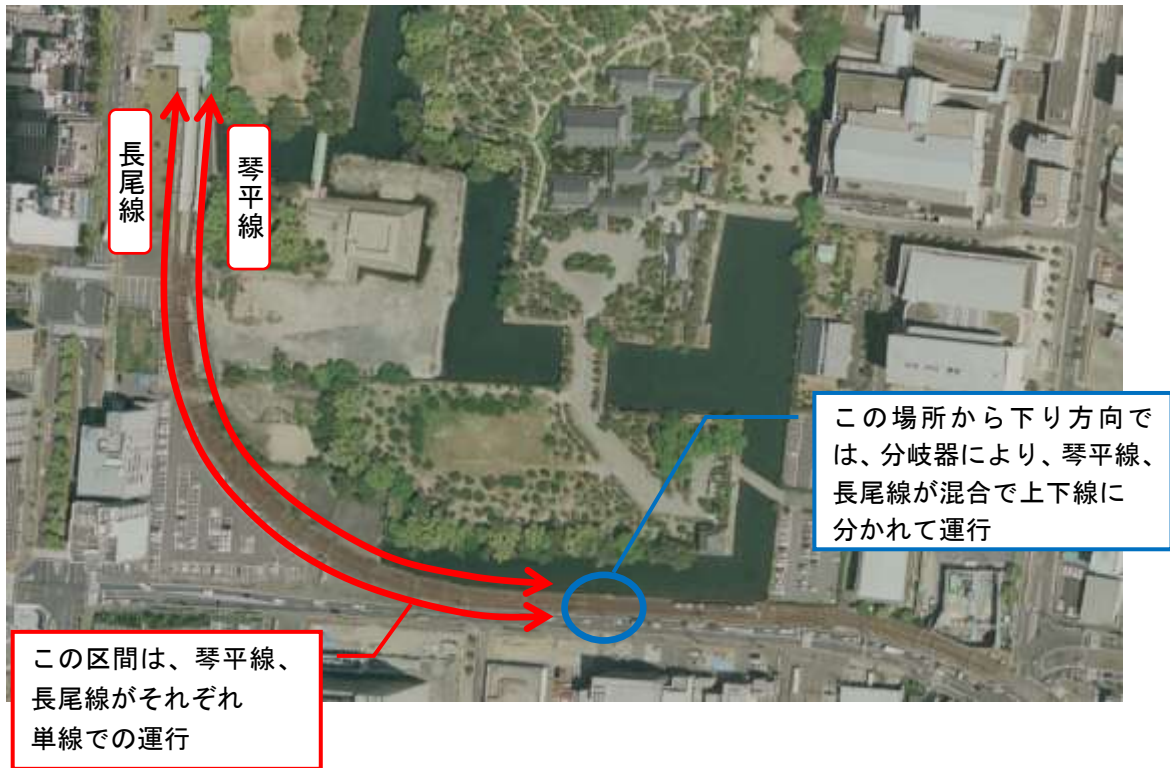 長尾線
琴平線
この場所から下り方向で
は、分岐器により、琴平線、
長尾線が混合で上下線に
分かれて運行
この区間は、琴平線、
長尾線がそれぞれ
単線での運行